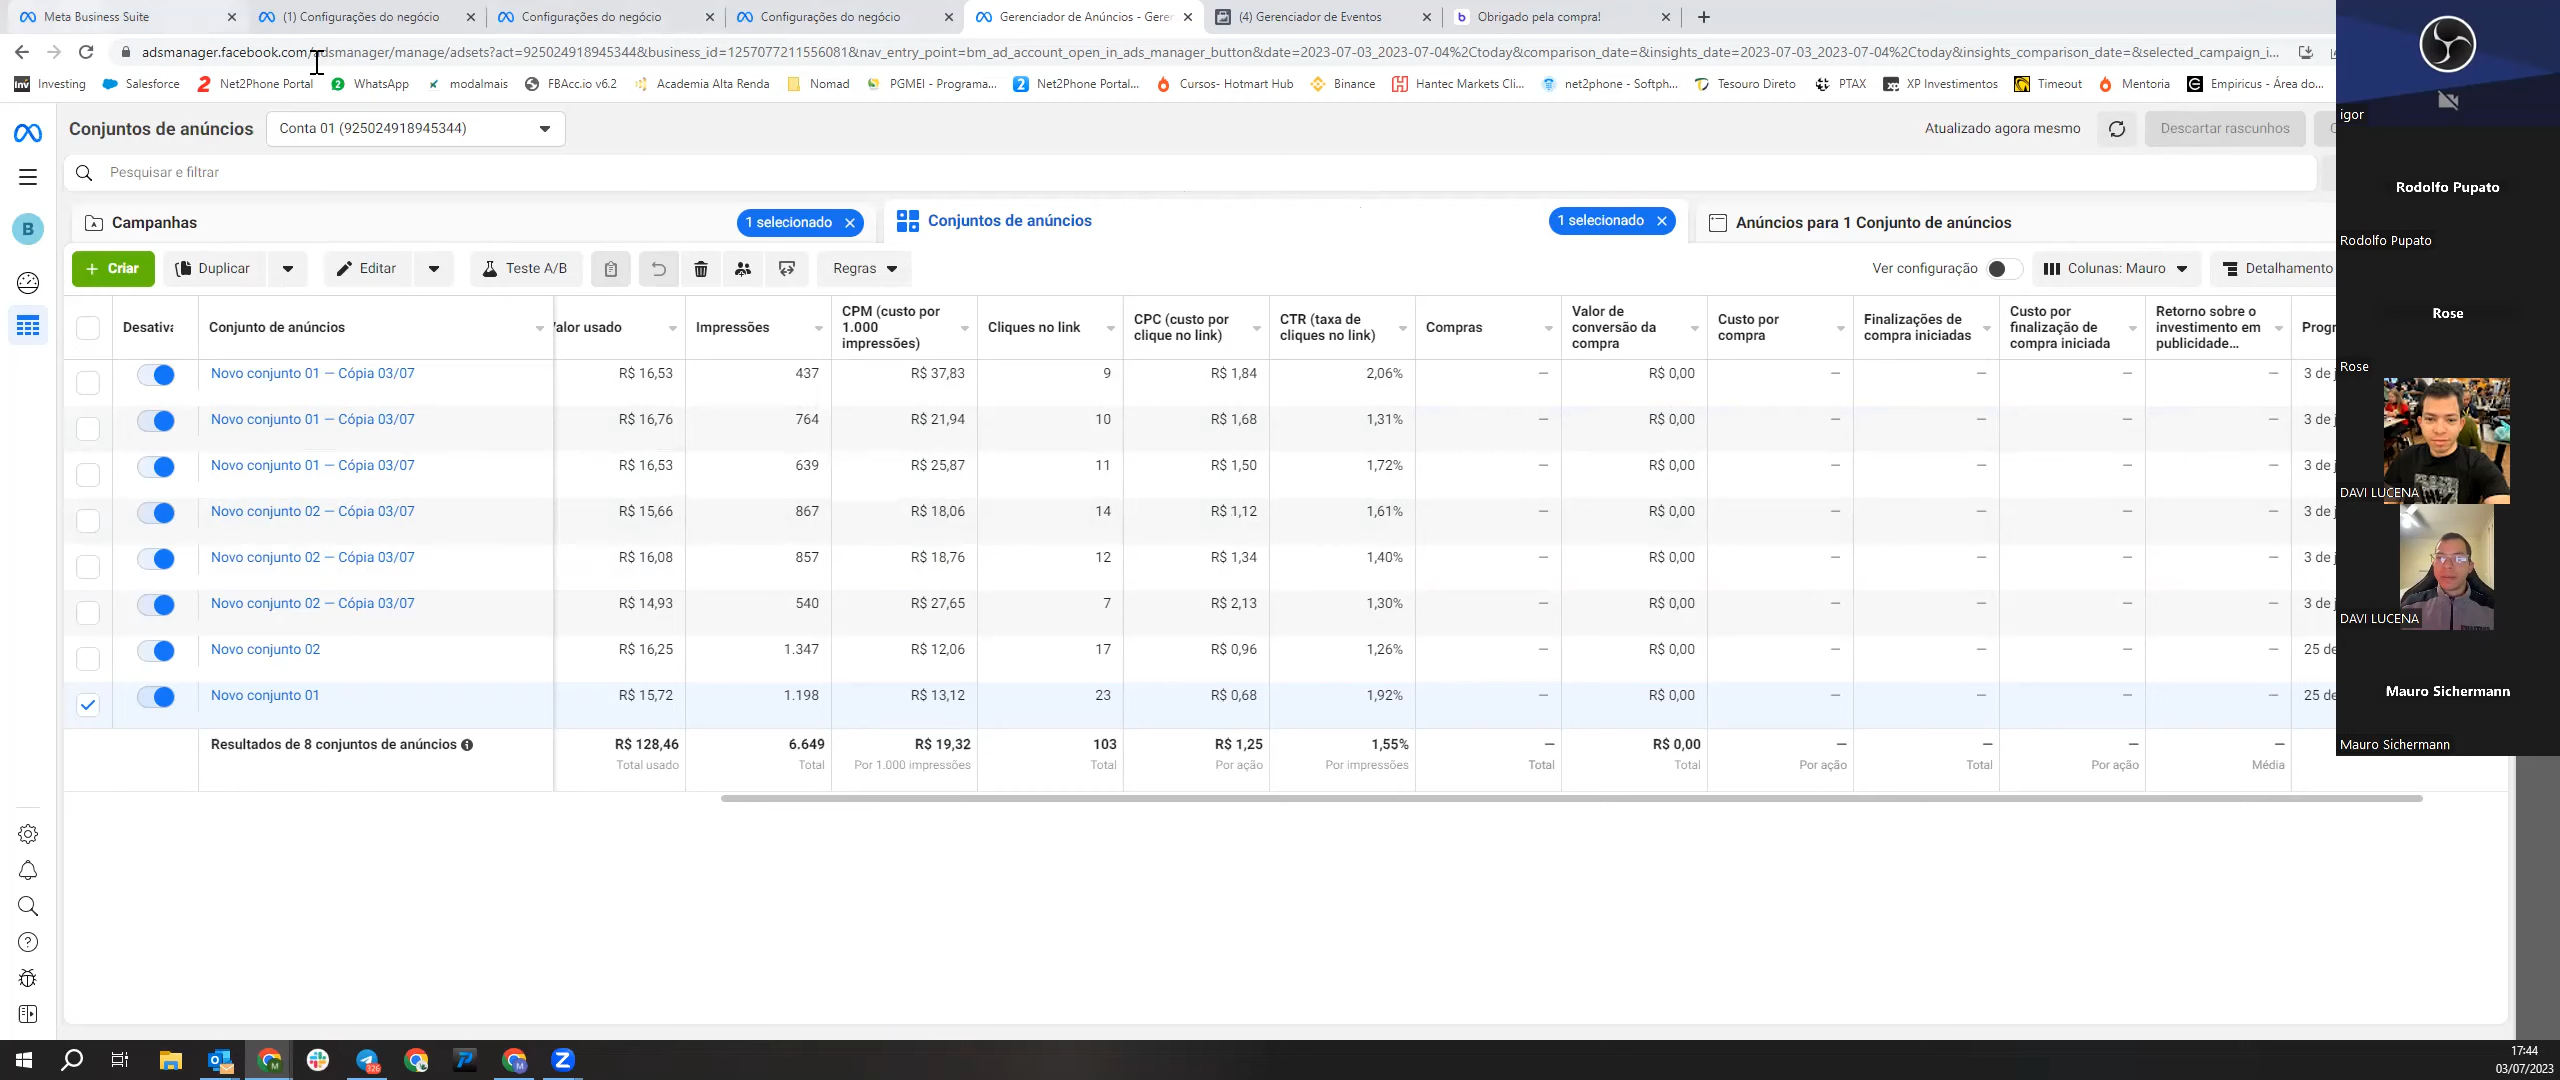 Meta Business Suite
(1) Configurações do negócio
Configurações do negócio
Configurações do negócio
Gerenciador de Anúncios - Geren
(4) Gerenciador de Eventos
Obrigado pela compra!
adsmanager.facebook.com/adsmanager/manage/adsets?act=925024918945344&business_id=1257077211556081&nav_entry_point=bm_ad_account_open_in_ads_manager_button&date=2023-07-03_2023-07-04%2Ctoday&comparison_date=&insights_date=2023-07-03_2023-07-04%2Ctoday&insights_comparison_date=&selected_campaign_i...
Investing
Salesforce
Net2Phone Portal
WhatsApp
modalmais
FBAcc.io v6.2
Academia Alta Renda
Nomad
PGMEI - Programa...
Net2Phone Portal...
Cursos- Hotmart Hub
Binance
Hantec Markets Cli...
net2phone - Softph...
Tesouro Direto
PTAX
XP Investimentos
Timeout
Mentoria
Empiricus - Área do...
Conjuntos de anúncios
Conta 01 (925024918945344)
Atualizado agora mesmo
Descartar rascunhos
Pesquisar e filtrar
Campanhas
1 selecionado
Conjuntos de anúncios
1 selecionado
Anúncios para 1 Conjunto de anúncios
B
+ Criar
Duplicar
Editar
Teste A/B
Regras
Ver configuração
Colunas: Mauro
Detalhamento
Desativa
Conjunto de anúncios
Valor usado
Impressões
CPM (custo por 1.000 impressões)
Cliques no link
CPC (custo por clique no link)
CTR (taxa de cliques no link)
Compras
Valor de conversão da compra
Custo por compra
Finalizações de compra iniciadas
Custo por finalização de compra iniciada
Retorno sobre o investimento em publicidade...
Progr
Novo conjunto 01 — Cópia 03/07 R$ 16,53 437 R$ 37,83 9 R$ 1,84 2,06% — R$ 0,00 — — — — 3 de j
Novo conjunto 01 — Cópia 03/07 R$ 16,76 764 R$ 21,94 10 R$ 1,68 1,31% — R$ 0,00 — — — — 3 de j
Novo conjunto 01 — Cópia 03/07 R$ 16,53 639 R$ 25,87 11 R$ 1,50 1,72% — R$ 0,00 — — — — 3 de j
Novo conjunto 02 — Cópia 03/07 R$ 15,66 867 R$ 18,06 14 R$ 1,12 1,61% — R$ 0,00 — — — — 3 de j
Novo conjunto 02 — Cópia 03/07 R$ 16,08 857 R$ 18,76 12 R$ 1,34 1,40% — R$ 0,00 — — — — 3 de j
Novo conjunto 02 — Cópia 03/07 R$ 14,93 540 R$ 27,65 7 R$ 2,13 1,30% — R$ 0,00 — — — — 3 de j
Novo conjunto 02 R$ 16,25 1.347 R$ 12,06 17 R$ 0,96 1,26% — R$ 0,00 — — — — 25 de
Novo conjunto 01 R$ 15,72 1.198 R$ 13,12 23 R$ 0,68 1,92% — R$ 0,00 — — — — 25 de
Resultados de 8 conjuntos de anúncios R$ 128,46 6.649 R$ 19,32 103 R$ 1,25 1,55% — R$ 0,00 — — — —
Total usado Total Por 1.000 impressões Total Por ação Por impressões Total Total Por ação Total Por ação Média
igor
Rodolfo Pupato
Rodolfo Pupato
Rose
Rose
DAVI LUCENA
DAVI LUCENA
Mauro Sichermann
Mauro Sichermann
326
17:44
03/07/2023